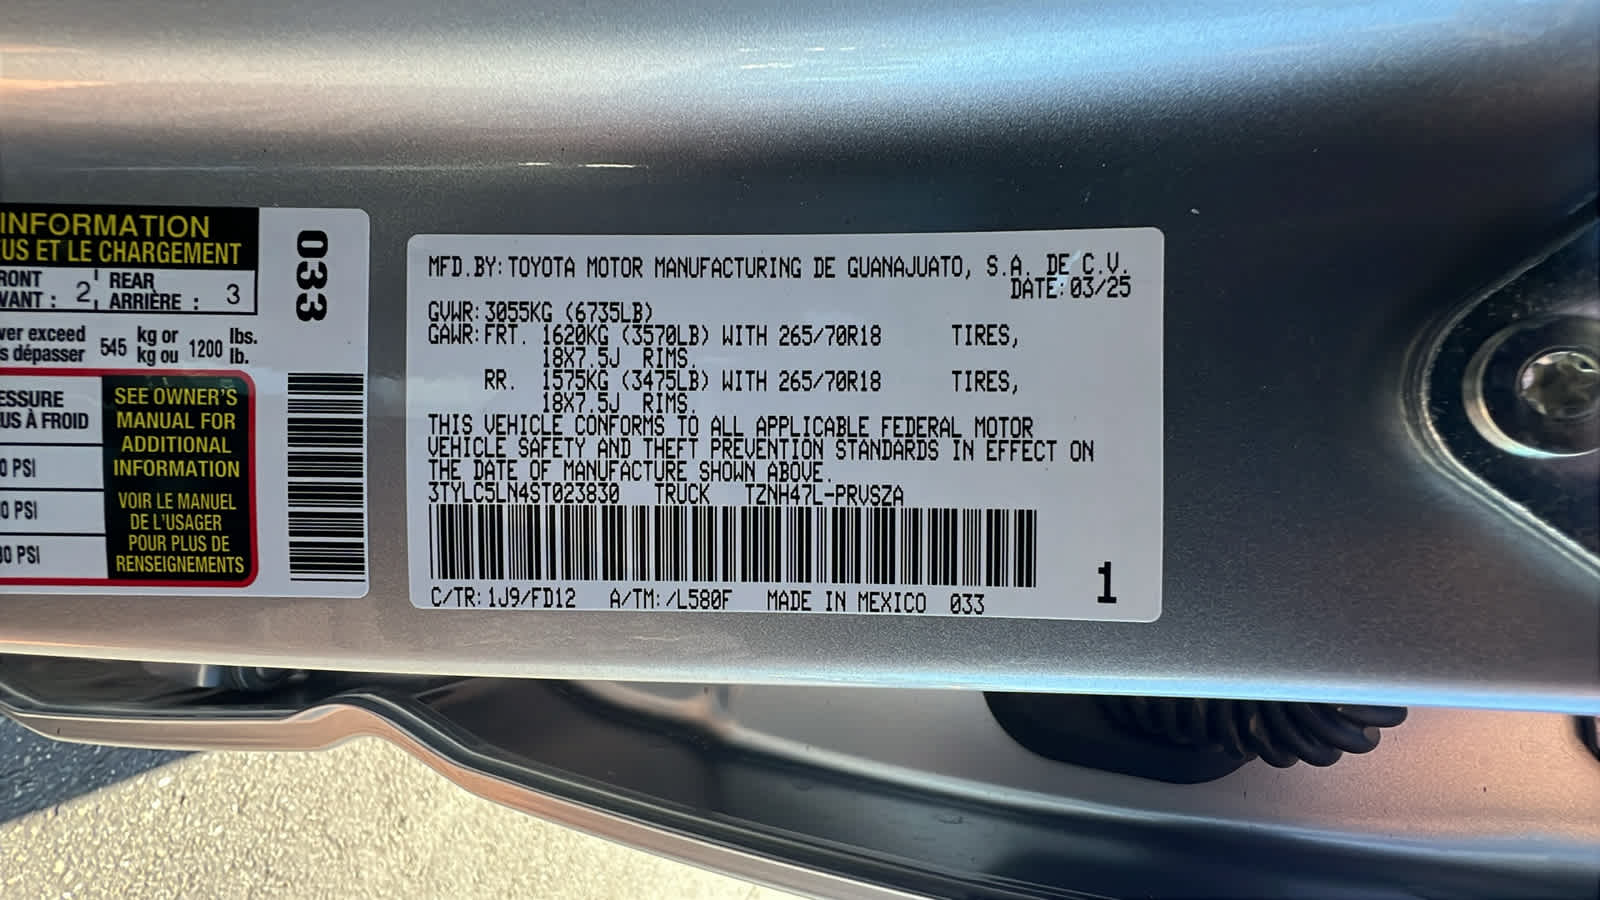 INFORMATION
US ET LE CHARGEMENT
RONT
VANT : 2
REAR
ARRIÈRE : 3
ver exceed
s dépasser 545 kg or
kg ou 1200 lbs.
lb.
ESSURE
US À FROID
0 PSI
0 PSI
80 PSI
SEE OWNER'S
MANUAL FOR
ADDITIONAL
INFORMATION
VOIR LE MANUEL
DE L'USAGER
POUR PLUS DE
RENSEIGNEMENTS
033
MFD.BY:TOYOTA MOTOR MANUFACTURING DE GUANAJUATO, S.A. DE C.V.
DATE:03/25
GVWR:3055KG (6735LB)
GAWR:FRT. 1620KG (3570LB) WITH 265/70R18 TIRES,
18X7.5J RIMS.
RR. 1575KG (3475LB) WITH 265/70R18 TIRES,
18X7.5J RIMS.
THIS VEHICLE CONFORMS TO ALL APPLICABLE FEDERAL MOTOR
VEHICLE SAFETY AND THEFT PREVENTION STANDARDS IN EFFECT ON
THE DATE OF MANUFACTURE SHOWN ABOVE.
3TYLC5LN4ST023830 TRUCK TZNH47L-PRVSZA
1
C/TR:1J9/FD12 A/TM:/L580F MADE IN MEXICO 033